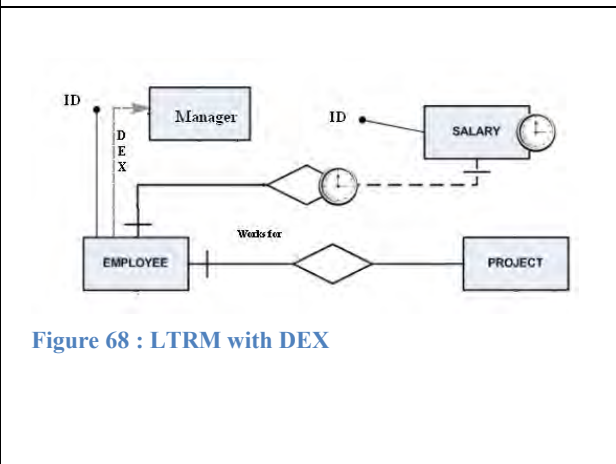 ID
Manager
D
E
X
ID
SALARY
Works for
EMPLOYEE
PROJECT
Figure 68 : LTRM with DEX